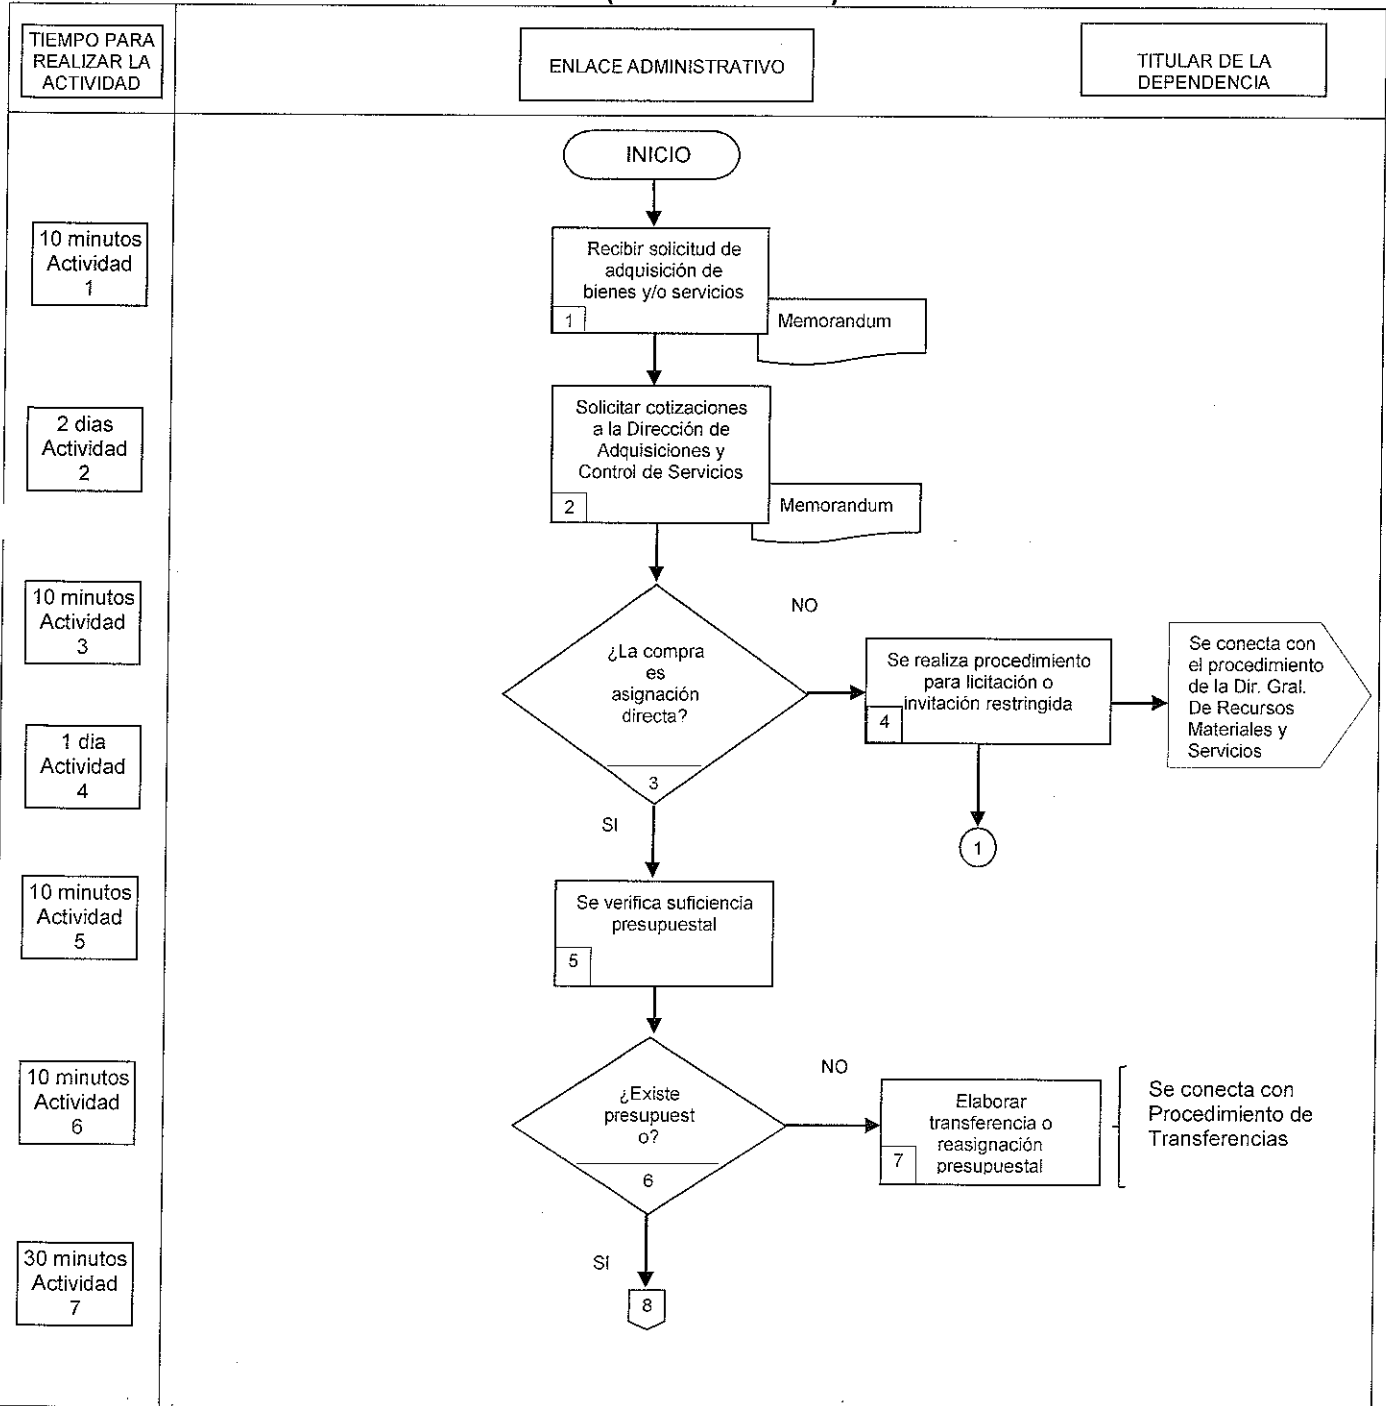 TIEMPO PARA
REALIZAR LA
ACTIVIDAD
ENLACE ADMINISTRATIVO
TITULAR DE LA
DEPENDENCIA
INICIO
10 minutos
Actividad
1
Recibir solicitud de
adquisición de
bienes y/o servicios
1
Memorandum
2 dias
Actividad
2
Solicitar cotizaciones
a la Dirección de
Adquisiciones y
Control de Servicios
2
Memorandum
10 minutos
Actividad
3
¿La compra
es
asignación
directa?
3
NO
Se realiza procedimiento
para licitación o
invitación restringida
4
Se conecta con
el procedimiento
de la Dir. Gral.
De Recursos
Materiales y
Servicios
1 dia
Actividad
4
SI
1
10 minutos
Actividad
5
Se verifica suficiencia
presupuestal
5
10 minutos
Actividad
6
¿Existe
presupuest
o?
6
NO
Elaborar
transferencia o
reasignación
presupuestal
7
Se conecta con
Procedimiento de
Transferencias
30 minutos
Actividad
7
SI
8